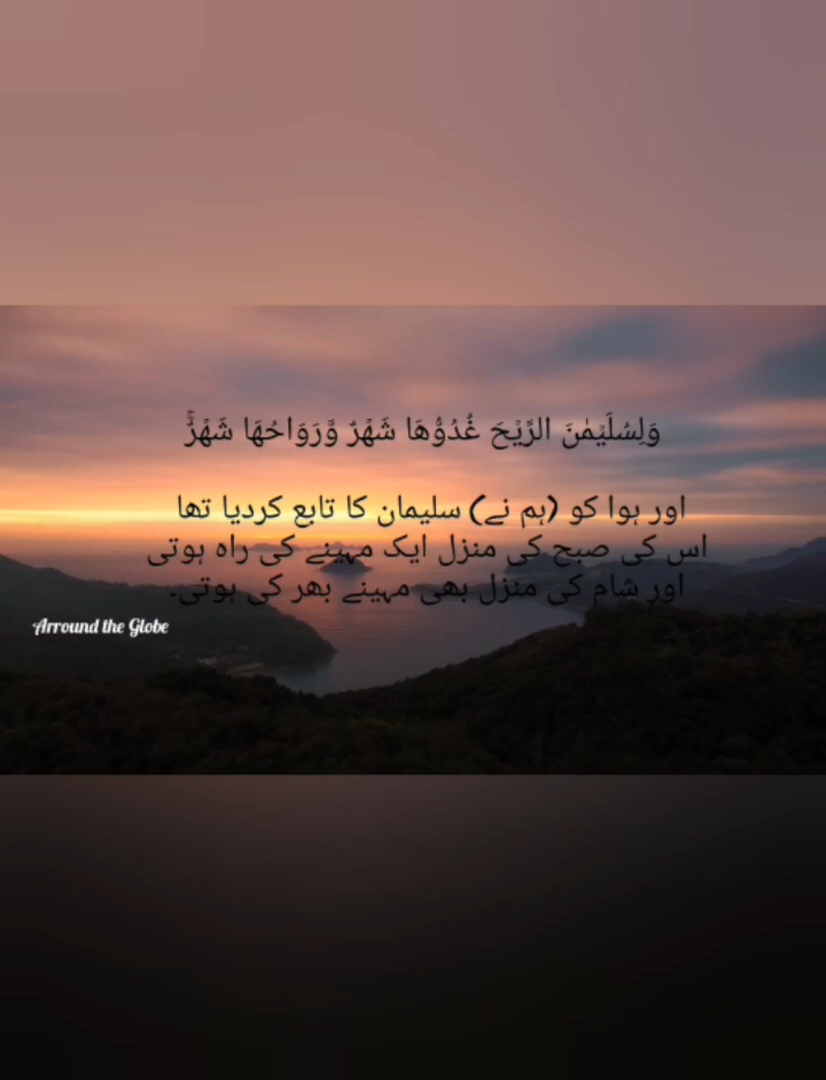 وَلِسُلَيۡمٰنَ الرِّيۡحَ غُدُوُّهَا شَهۡرٌ وَّرَوَاحُهَا شَهۡرٌۚ
اور ہوا کو (ہم نے) سلیمان کا تابع کردیا تھا
اس کی صبح کی منزل ایک مہینے کی راہ ہوتی
اور شام کی منزل بھی مہینے بھر کی ہوتی۔
Arround the Globe